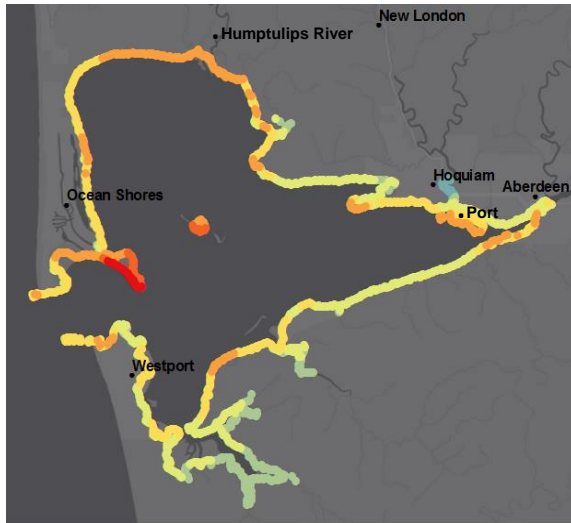 New London
Humptulips River
Hoquiam
Aberdeen
Ocean Shores
Port
Westport